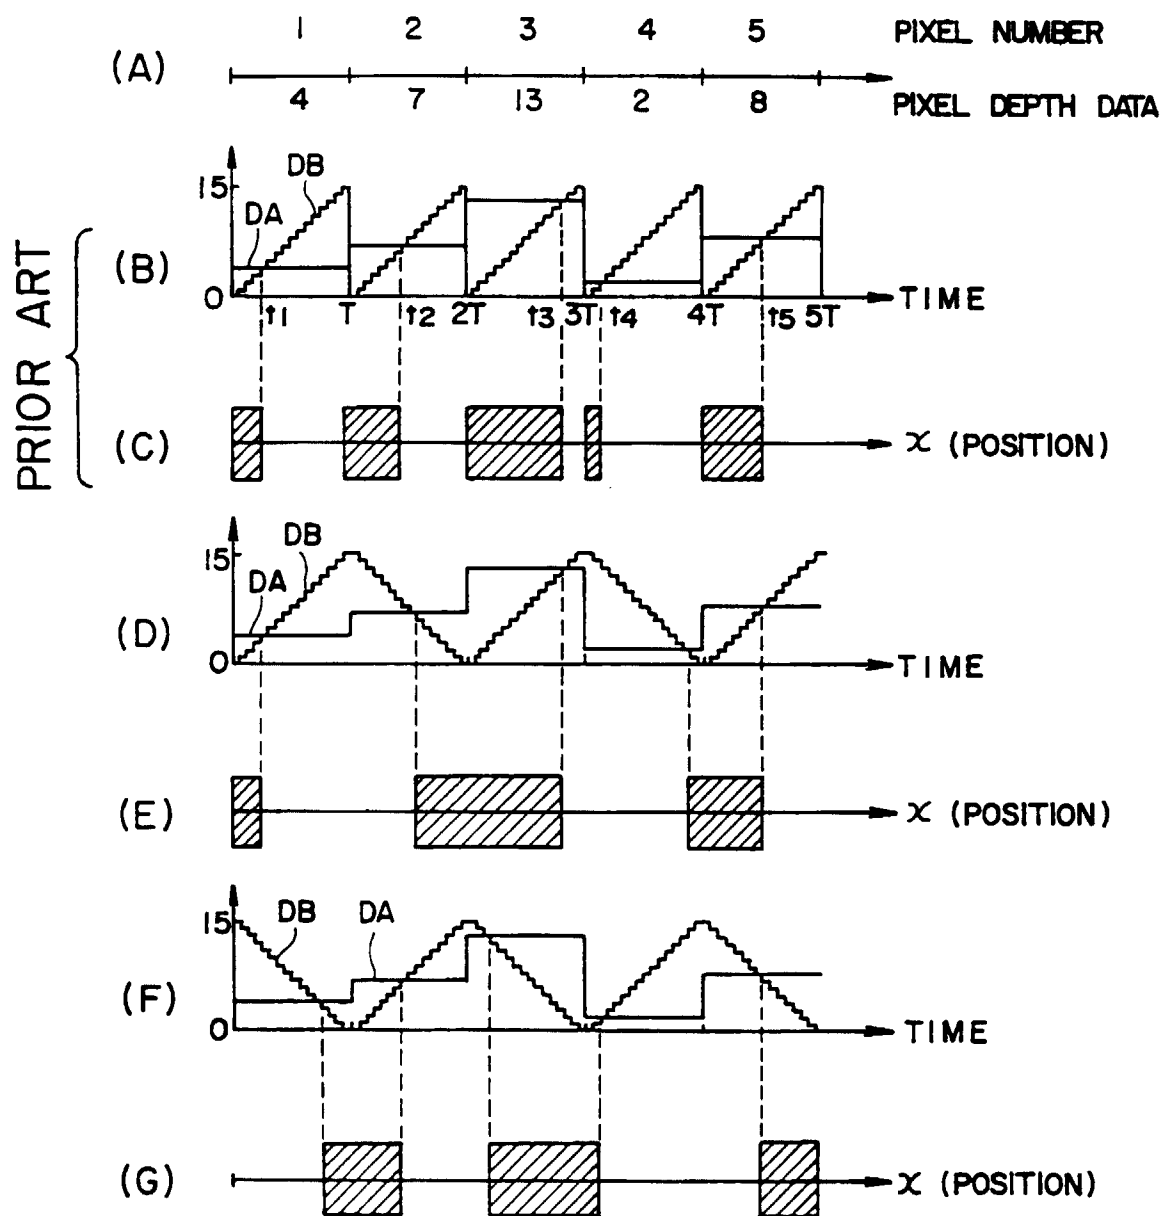 1 2 3 4 5 PIXEL NUMBER
(A)
4 7 13 2 8 PIXEL DEPTH DATA
PRIOR ART
15 DB
DA
(B)
0 t1 T t2 2T t3 3T t4 4T t5 5T TIME
(C) x (POSITION)
15 DB
DA
(D)
0 TIME
(E) x (POSITION)
15 DB DA
(F)
0 TIME
(G) x (POSITION)